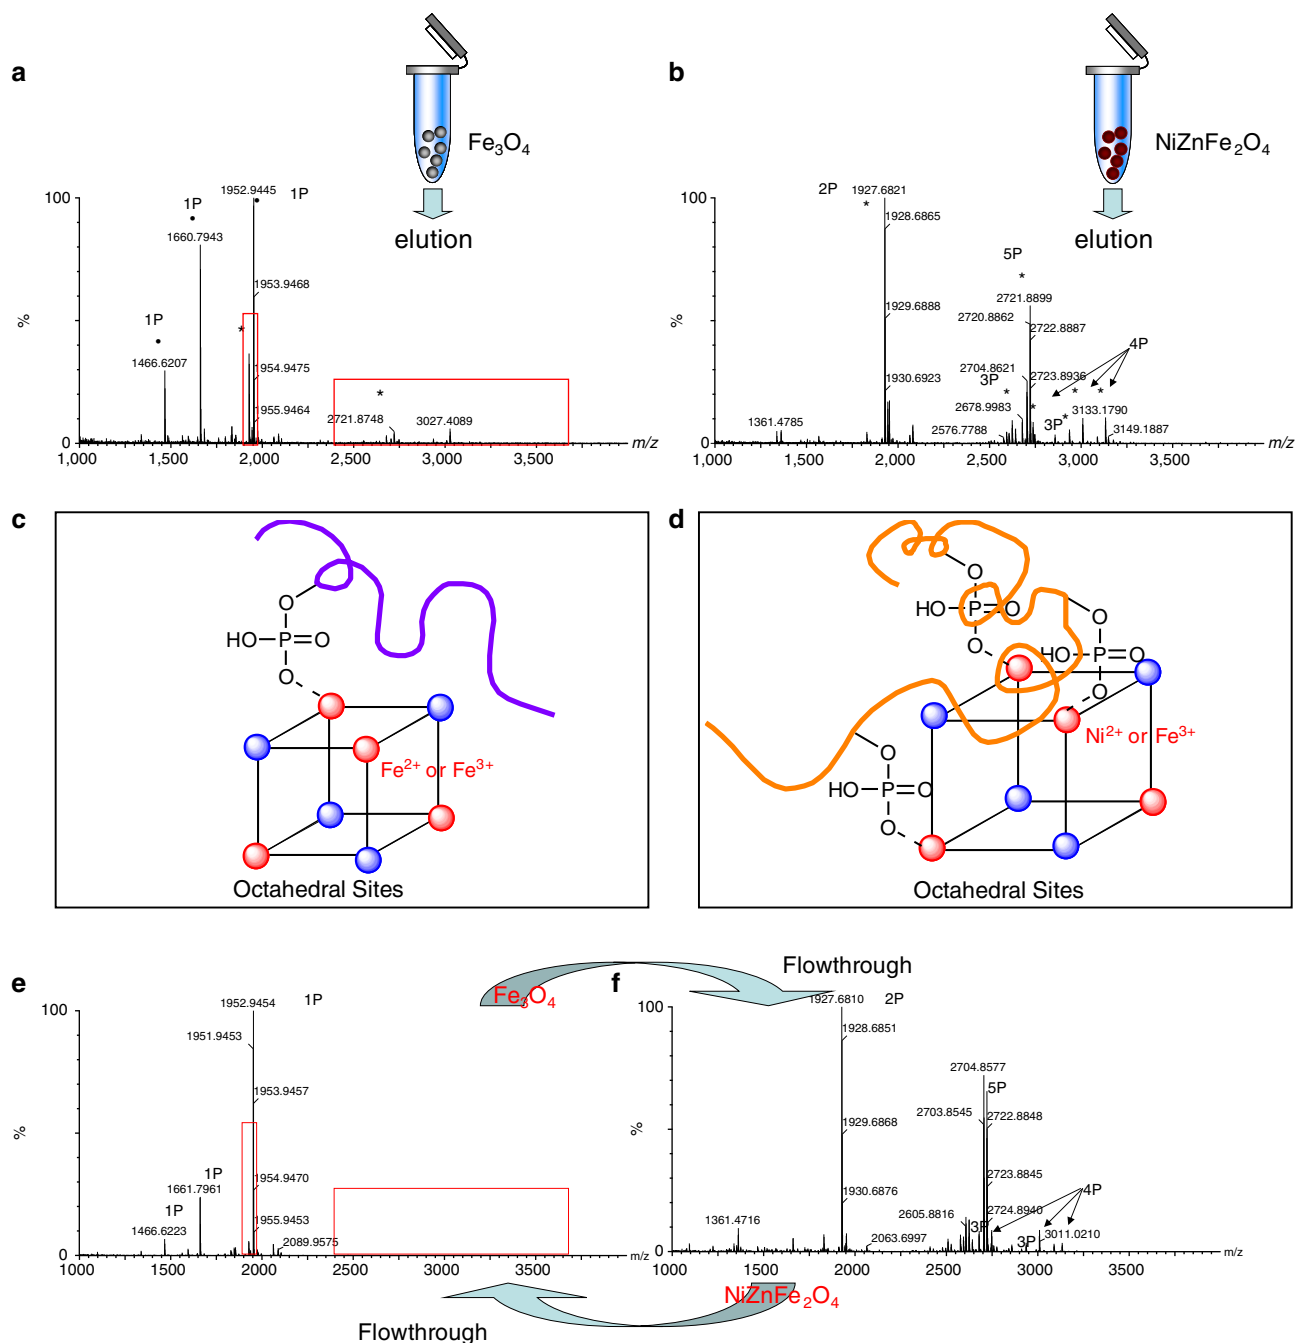 a
Fe3O4
elution
100
%
0
1P
•
1466.6207
1P
•
1660.7943
1952.9445
• 1P
1953.9468
*
1954.9475
1955.9464
*
2721.8748
3027.4089
m/z
1,000 1,500 2,000 2,500 3,000 3,500
b
NiZnFe2O4
elution
100
%
0
2P
*
1927.6821
1928.6865
1929.6888
1930.6923
1361.4785
5P
*
2721.8899
2720.8862
2722.8887
2704.8621
2723.8936
3P
*
2678.9983
2576.7788
*
3P
*
4P
* *
3133.1790
3149.1887
m/z
1,000 1,500 2,000 2,500 3,000 3,500
c
O
HO P O
O
Fe2+ or Fe3+
Octahedral Sites
d
O
HO P O
O
O
HO P O
O
Ni2+ or Fe3+
O
HO P O
O
Octahedral Sites
Flowthrough
Fe3O4
e
100
%
0
1952.9454
1P
1951.9453
1953.9457
1954.9470
1955.9453
1P
1661.7961
1P
1466.6223
2089.9575
m/z
1000 1500 2000 2500 3000 3500
f
100
%
0
1927.6810
2P
1928.6851
1929.6868
1930.6876
1361.4716
2063.6997
2704.8577
5P
2703.8545
2722.8848
2723.8845
2724.8940
2605.8816
3P
3P
4P
3011.0210
m/z
1000 1500 2000 2500 3000 3500
NiZnFe2O4
Flowthrough